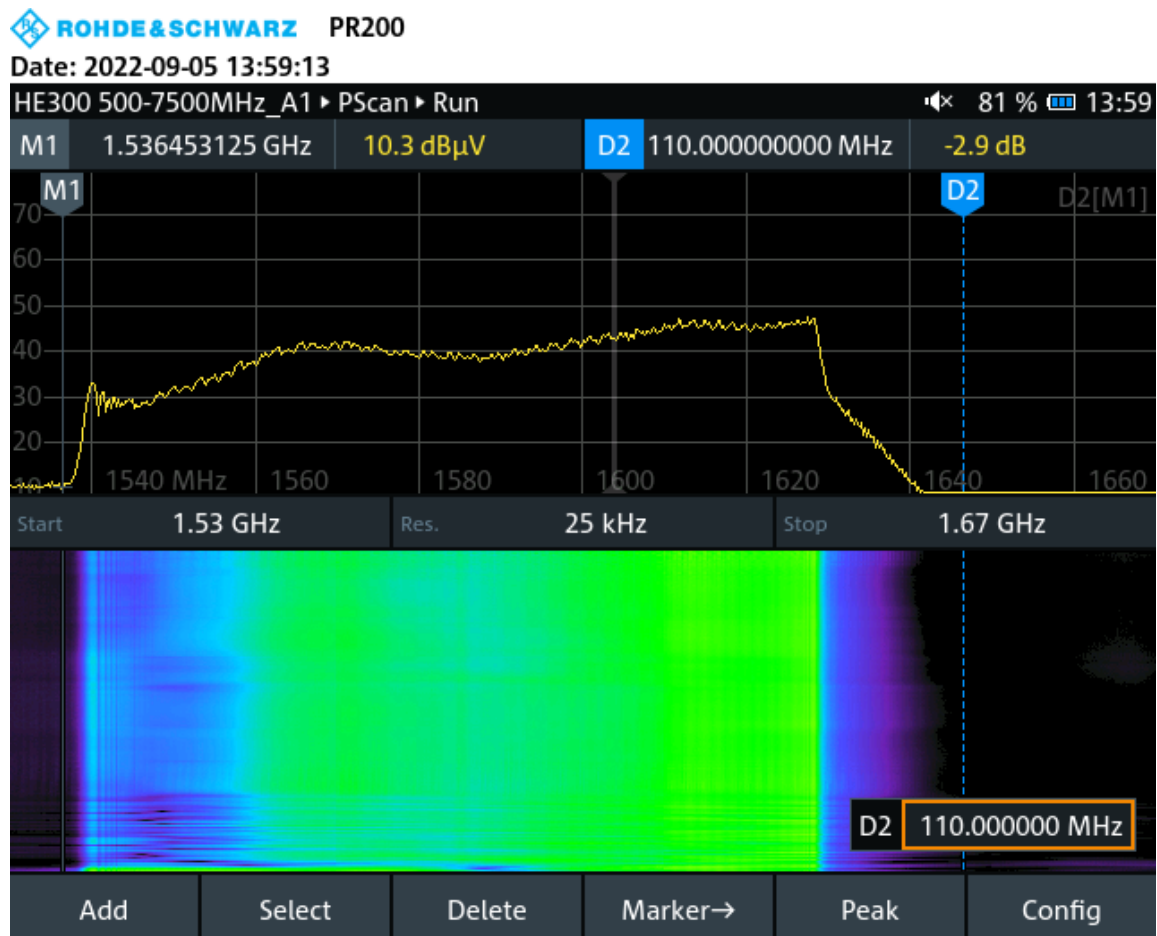 ROHDE & SCHWARZ PR200
Date: 2022-09-05 13:59:13
HE300 500-7500MHz_A1 ▸ PScan ▸ Run 81 % 13:59
M1 1.536453125 GHz 10.3 dBµV D2 110.000000000 MHz -2.9 dB
M1 D2 D2[M1]
70
60
50
40
30
20
10 1540 MHz 1560 1580 1600 1620 1640 1660
Start 1.53 GHz Res. 25 kHz Stop 1.67 GHz
D2 110.000000 MHz
Add Select Delete Marker→ Peak Config